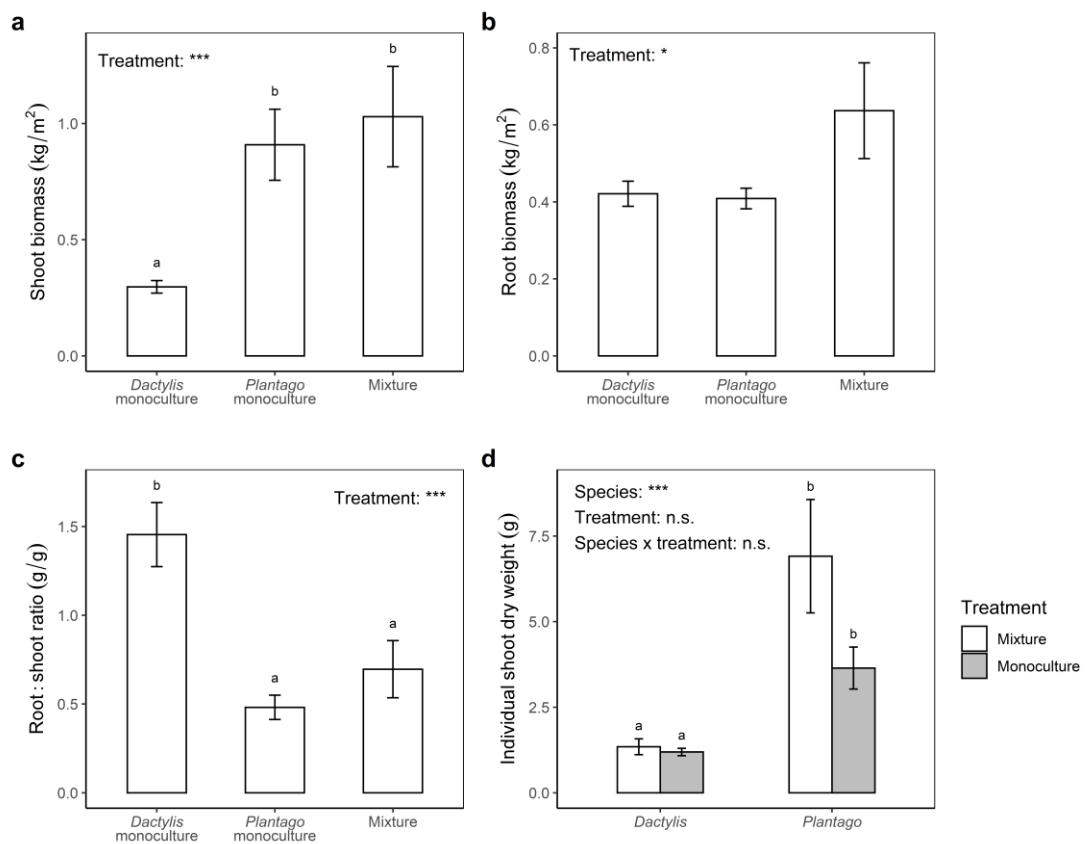 a
Treatment: ***
b
b
a
Shoot biomass (kg/m²)
1.0
0.5
0.0
Dactylis
monoculture
Plantago
monoculture
Mixture
b
Treatment: *
Root biomass (kg/m²)
0.8
0.6
0.4
0.2
0.0
Dactylis
monoculture
Plantago
monoculture
Mixture
c
Treatment: ***
b
a
a
Root : shoot ratio (g/g)
1.5
1.0
0.5
0.0
Dactylis
monoculture
Plantago
monoculture
Mixture
d
Species: ***
Treatment: n.s.
Species x treatment: n.s.
b
b
a
a
Individual shoot dry weight (g)
7.5
5.0
2.5
0.0
Dactylis
Plantago
Treatment
Mixture
Monoculture